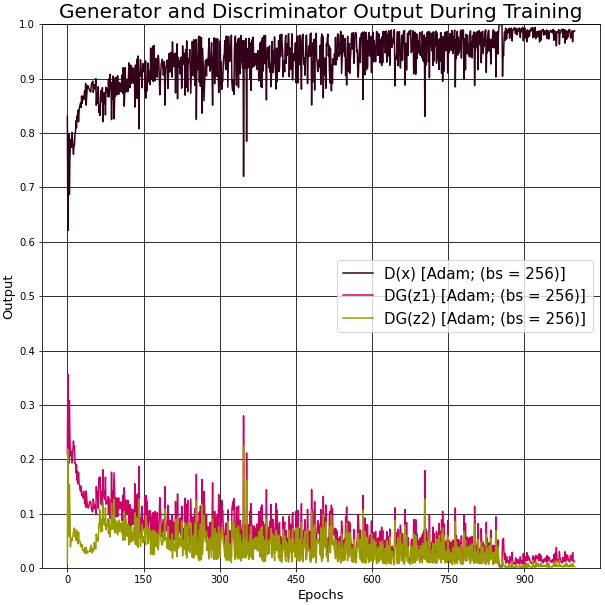 Generator and Discriminator Output During Training
1.0
0.9
0.8
0.7
0.6
0.5
0.4
0.3
0.2
0.1
0.0
Output
D(x) [Adam; (bs = 256)]
DG(z1) [Adam; (bs = 256)]
DG(z2) [Adam; (bs = 256)]
0 150 300 450 600 750 900
Epochs